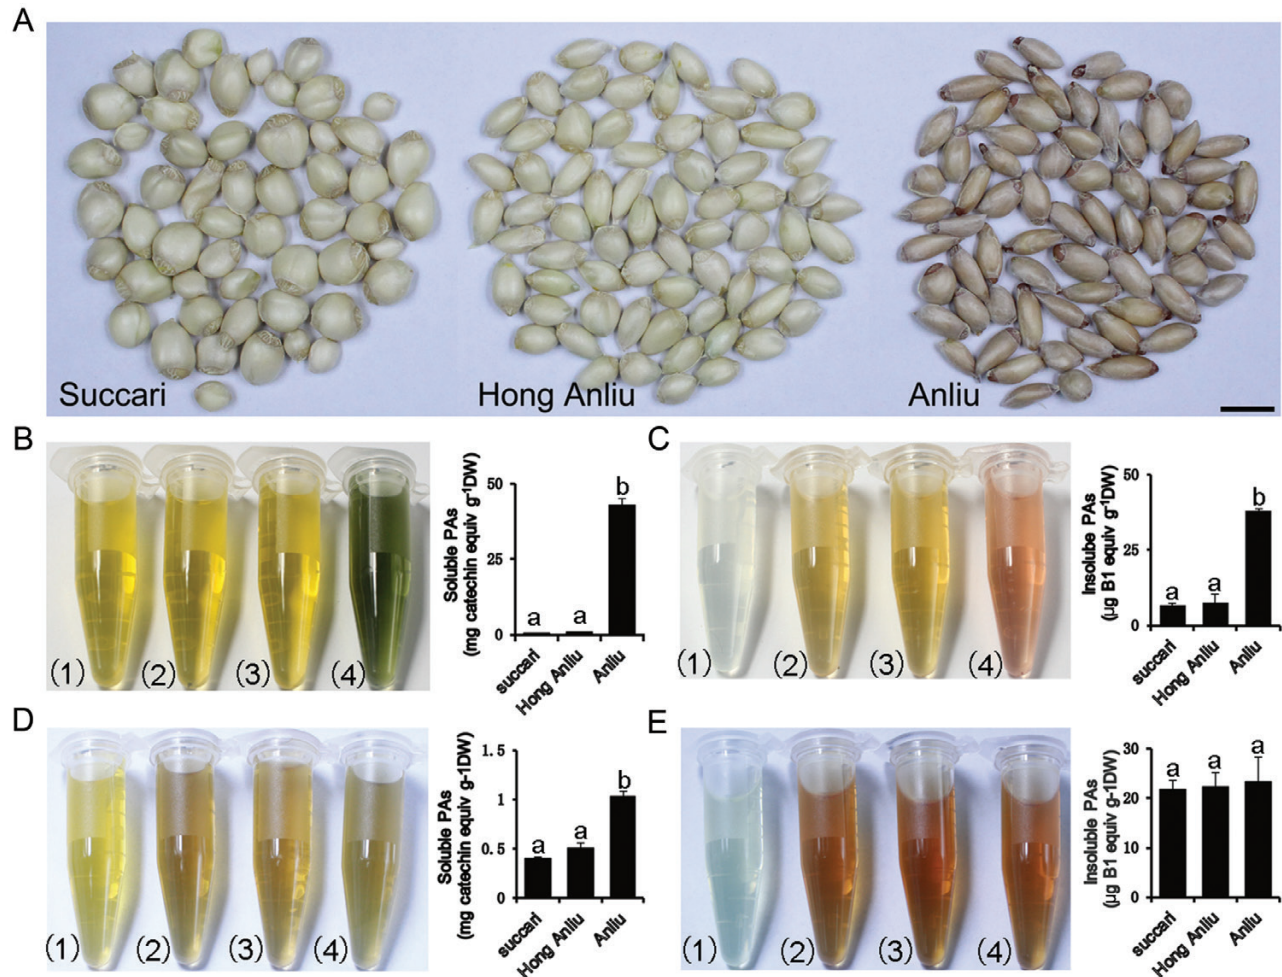 A
Succari
Hong Anliu
Anliu
B
(1)
(2)
(3)
(4)
Soluble PAs
(mg catechin equiv g-1DW)
50
25
0
a
a
b
succari
Hong Anliu
Anliu
C
(1)
(2)
(3)
(4)
Insolube PAs
(µg B1 equiv g-1DW)
50
25
0
a
a
b
succari
Hong Anliu
Anliu
D
(1)
(2)
(3)
(4)
Soluble PAs
(mg catechin equiv g-1DW)
1.5
1
0.5
0
a
a
b
succari
Hong Anliu
Anliu
E
(1)
(2)
(3)
(4)
Insoluble PAs
(µg B1 equiv g-1DW)
30
20
10
0
a
a
a
succari
Hong Anliu
Anliu